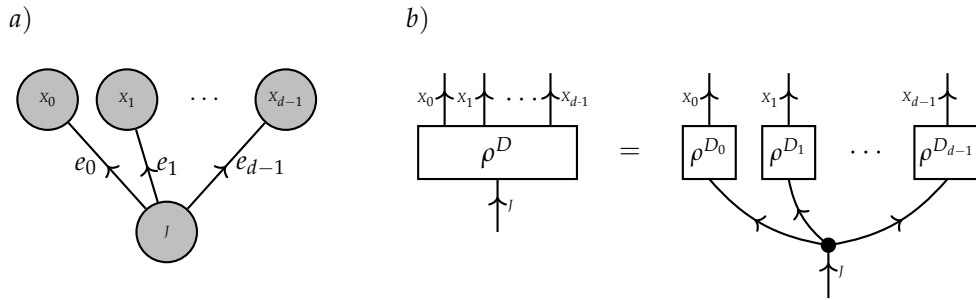 a)
X_0 X_1 ⋯ X_{d−1}
e_0 e_1 e_{d−1}
J
b)
X_0 X_1 ⋯ X_{d-1}
ρ^D
J
=
X_0 X_1 X_{d−1}
ρ^{D_0} ρ^{D_1} ⋯ ρ^{D_{d−1}}
J